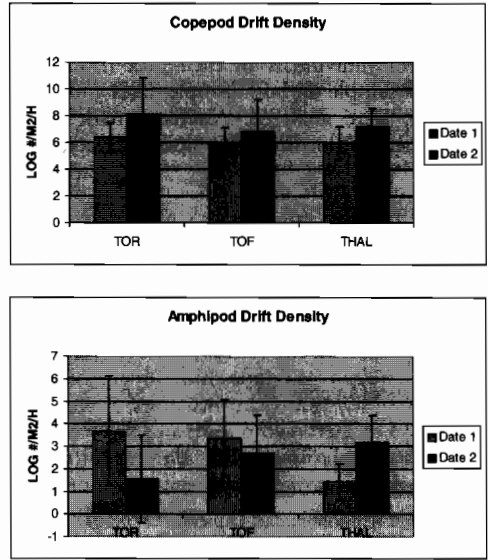 Copepod Drift Density
LOG #/M2/H
12
10
8
6
4
2
0
TOR
TOF
THAL
Date 1
Date 2
Amphipod Drift Density
LOG #/M2/H
7
6
5
4
3
2
1
0
-1
TOR
TOF
THAL
Date 1
Date 2